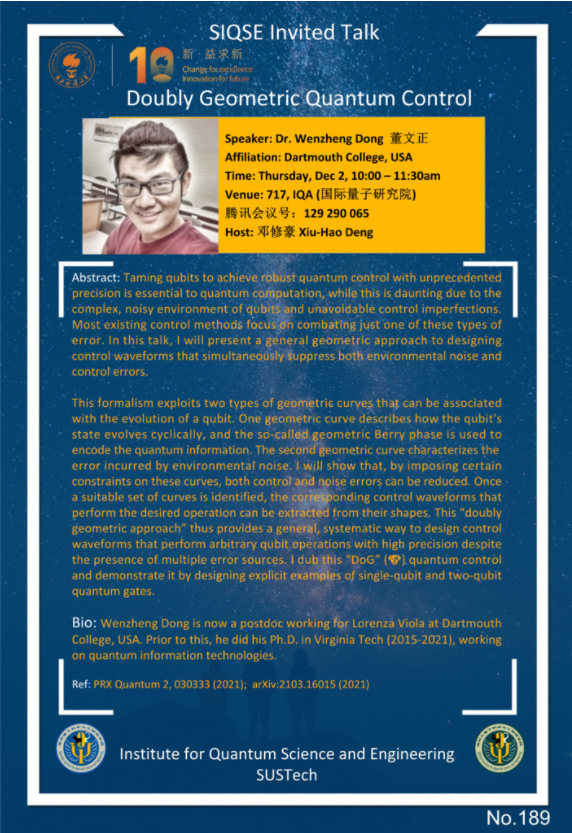 SIQSE Invited Talk
新·益求新
Change for excellence
Innovation for future
Doubly Geometric Quantum Control
Speaker: Dr. Wenzheng Dong 董文正
Affiliation: Dartmouth College, USA
Time: Thursday, Dec 2, 10:00 – 11:30am
Venue: 717, IQA (国际量子研究院)
腾讯会议号: 129 290 065
Host: 邓修豪 Xiu-Hao Deng
Abstract: Taming qubits to achieve robust quantum control with unprecedented
precision is essential to quantum computation, while this is daunting due to the
complex, noisy environment of qubits and unavoidable control imperfections.
Most existing control methods focus on combating just one of these types of
error. In this talk, I will present a general geometric approach to designing
control waveforms that simultaneously suppress both environmental noise and
control errors.
This formalism exploits two types of geometric curves that can be associated
with the evolution of a qubit. One geometric curve describes how the qubit's
state evolves cyclically, and the so-called geometric Berry phase is used to
encode the quantum information. The second geometric curve characterizes the
error incurred by environmental noise. I will show that, by imposing certain
constraints on these curves, both control and noise errors can be reduced. Once
a suitable set of curves is identified, the corresponding control waveforms that
perform the desired operation can be extracted from their shapes. This "doubly
geometric approach" thus provides a general, systematic way to design control
waveforms that perform arbitrary qubit operations with high precision despite
the presence of multiple error sources. I dub this "DoG" (🐶) quantum control
and demonstrate it by designing explicit examples of single-qubit and two-qubit
quantum gates.
Bio: Wenzheng Dong is now a postdoc working for Lorenza Viola at Dartmouth
College, USA. Prior to this, he did his Ph.D. in Virginia Tech (2015-2021), working
on quantum information technologies.
Ref: PRX Quantum 2, 030333 (2021); arXiv:2103.16015 (2021)
Institute for Quantum Science and Engineering
SUSTech
No.189